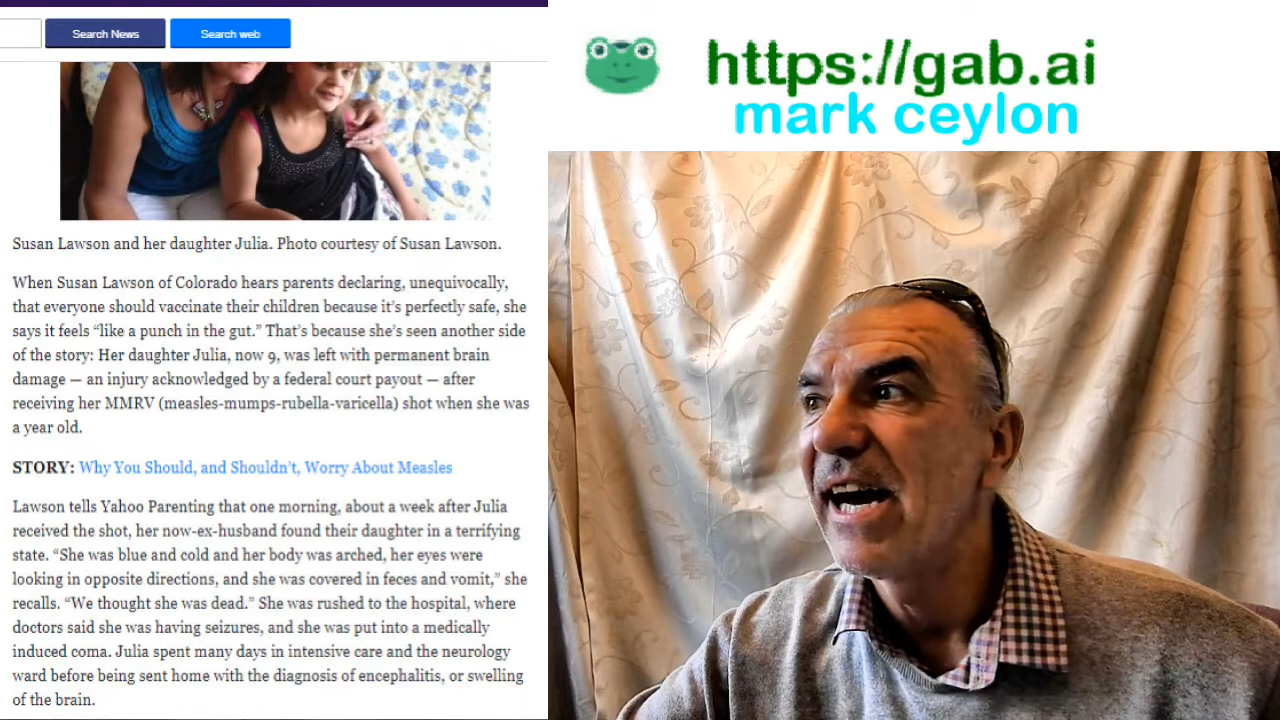 Search News
Search web
https://gab.ai
mark ceylon
Susan Lawson and her daughter Julia. Photo courtesy of Susan Lawson.
When Susan Lawson of Colorado hears parents declaring, unequivocally,
that everyone should vaccinate their children because it’s perfectly safe, she
says it feels “like a punch in the gut.” That’s because she’s seen another side
of the story: Her daughter Julia, now 9, was left with permanent brain
damage — an injury acknowledged by a federal court payout — after
receiving her MMRV (measles-mumps-rubella-varicella) shot when she was
a year old.
STORY: Why You Should, and Shouldn’t, Worry About Measles
Lawson tells Yahoo Parenting that one morning, about a week after Julia
received the shot, her now-ex-husband found their daughter in a terrifying
state. “She was blue and cold and her body was arched, her eyes were
looking in opposite directions, and she was covered in feces and vomit,” she
recalls. “We thought she was dead.” She was rushed to the hospital, where
doctors said she was having seizures, and she was put into a medically
induced coma. Julia spent many days in intensive care and the neurology
ward before being sent home with the diagnosis of encephalitis, or swelling
of the brain.